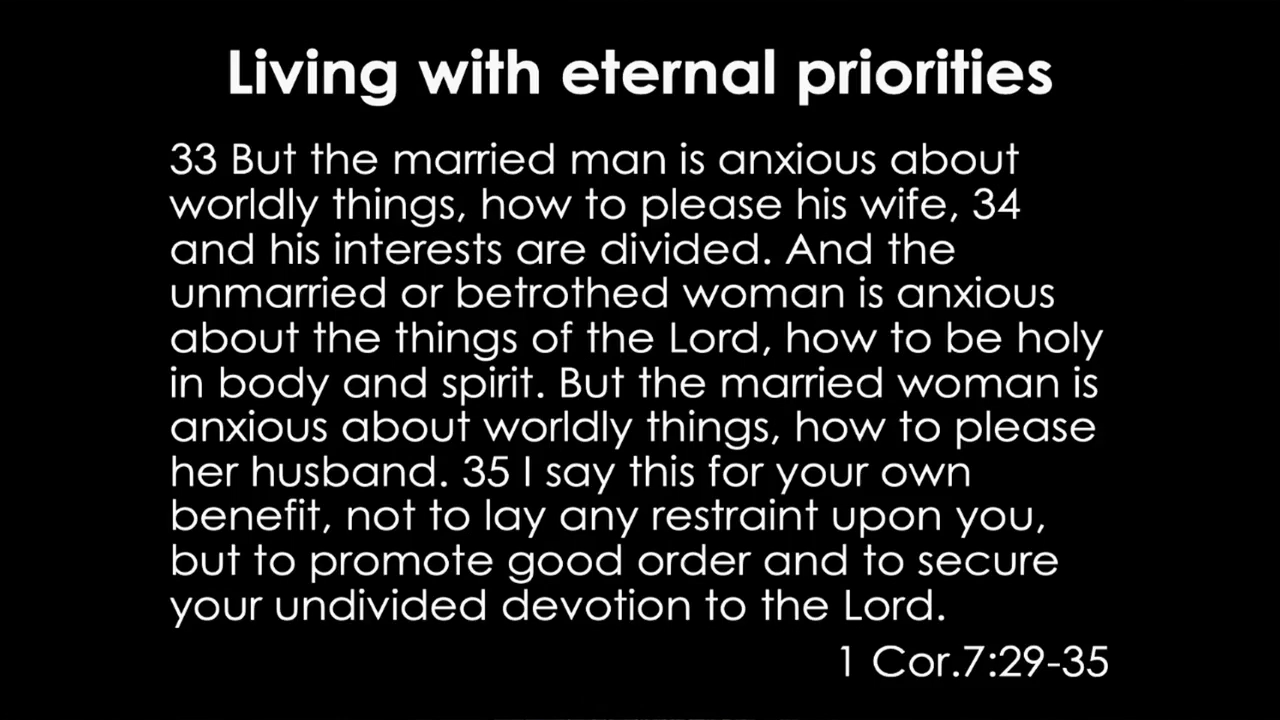 Living with eternal priorities
33 But the married man is anxious about
worldly things, how to please his wife, 34
and his interests are divided. And the
unmarried or betrothed woman is anxious
about the things of the Lord, how to be holy
in body and spirit. But the married woman is
anxious about worldly things, how to please
her husband. 35 I say this for your own
benefit, not to lay any restraint upon you,
but to promote good order and to secure
your undivided devotion to the Lord.
1 Cor.7:29-35